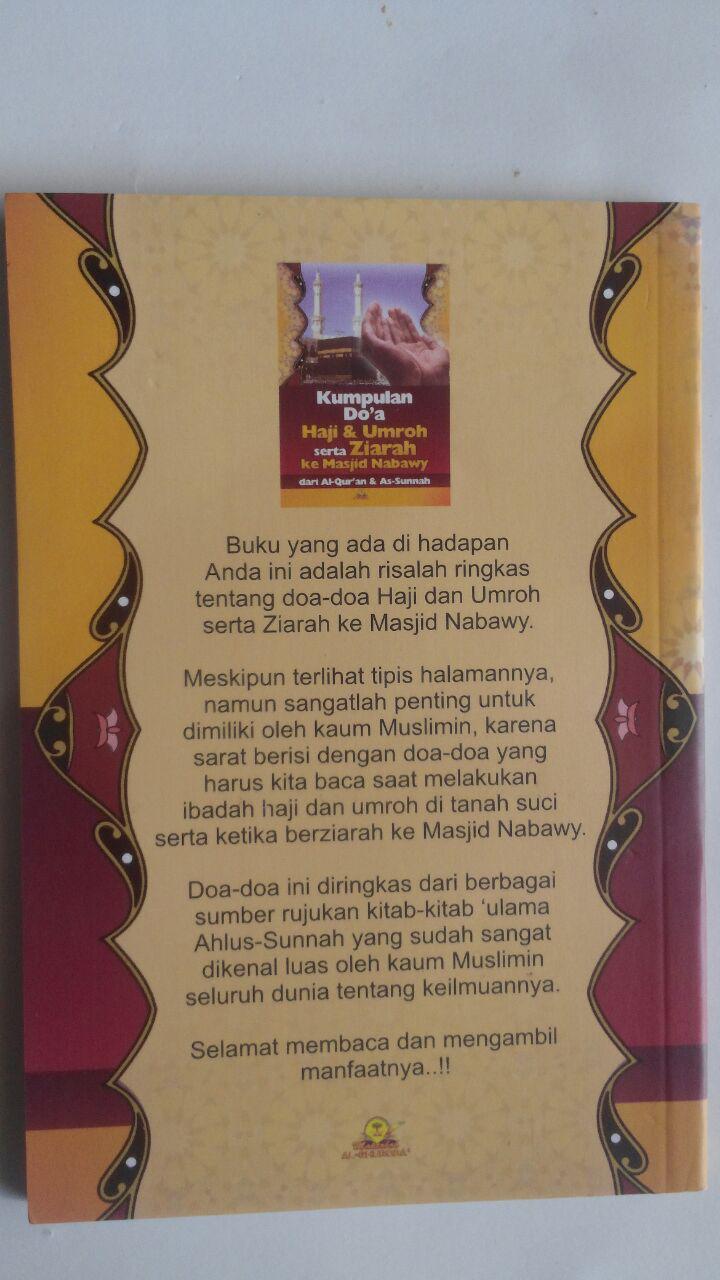 Kumpulan
Do'a
Haji & Umroh
serta Ziarah
ke Masjid Nabawy
dari Al-Qur'an & As-Sunnah
Buku yang ada di hadapan
Anda ini adalah risalah ringkas
tentang doa-doa Haji dan Umroh
serta Ziarah ke Masjid Nabawy.
Meskipun terlihat tipis halamannya,
namun sangatlah penting untuk
dimiliki oleh kaum Muslimin, karena
sarat berisi dengan doa-doa yang
harus kita baca saat melakukan
ibadah haji dan umroh di tanah suci
serta ketika berziarah ke Masjid Nabawy.
Doa-doa ini diringkas dari berbagai
sumber rujukan kitab-kitab ‘ulama
Ahlus-Sunnah yang sudah sangat
dikenal luas oleh kaum Muslimin
seluruh dunia tentang keilmuannya.
Selamat membaca dan mengambil
manfaatnya..!!